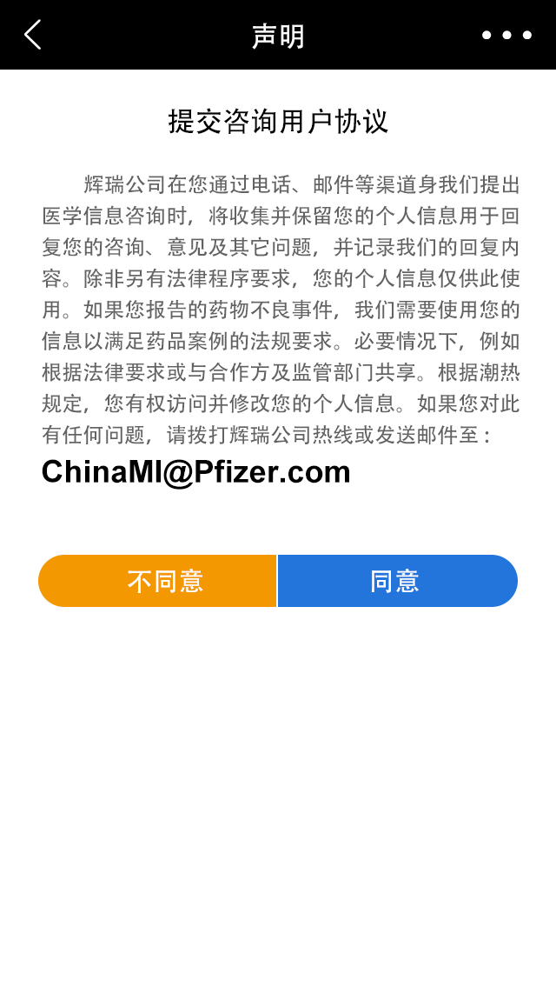 声明
提交咨询用户协议
辉瑞公司在您通过电话、邮件等渠道身我们提出
医学信息咨询时，将收集并保留您的个人信息用于回
复您的咨询、意见及其它问题，并记录我们的回复内
容。除非另有法律程序要求，您的个人信息仅供此使
用。如果您报告的药物不良事件，我们需要使用您的
信息以满足药品案例的法规要求。必要情况下，例如
根据法律要求或与合作方及监管部门共享。根据潮热
规定，您有权访问并修改您的个人信息。如果您对此
有任何问题，请拨打辉瑞公司热线或发送邮件至：
ChinaMI@Pfizer.com
不同意 同意